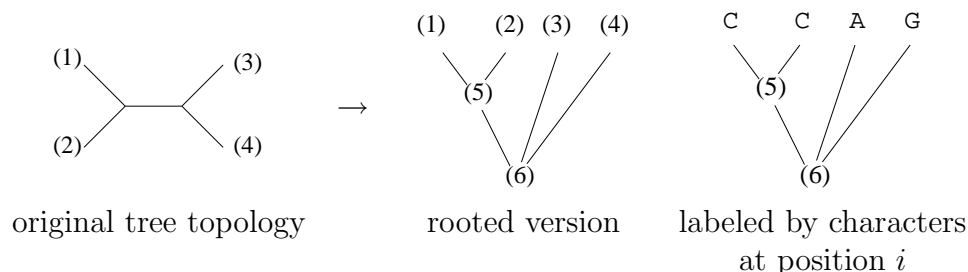 (1) (2) (3) (4) C C A G
(1) (3)
(5) (5)
→
(2) (4)
(6) (6)
original tree topology rooted version labeled by characters
at position i